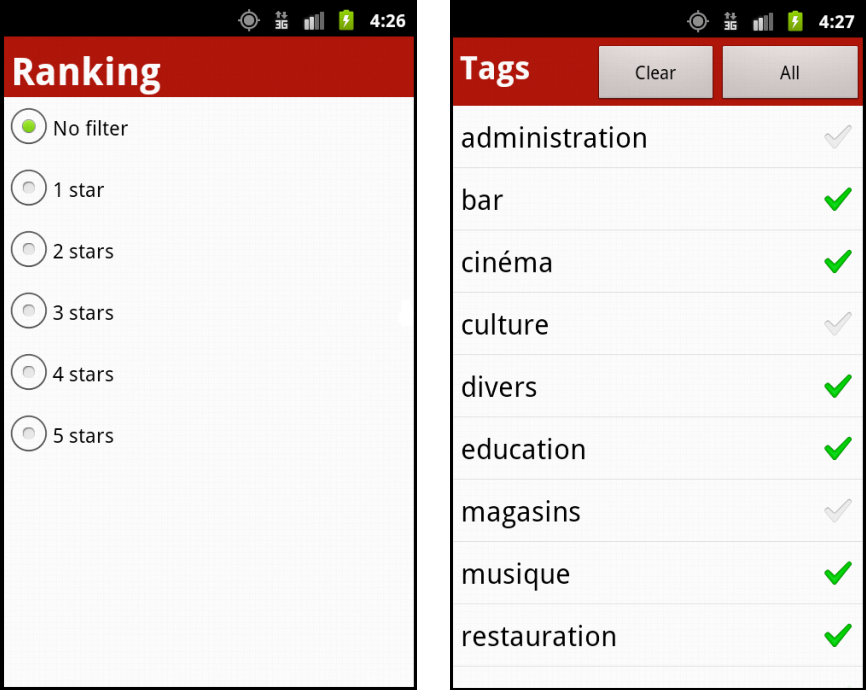 3G 4:26
Ranking
No filter
1 star
2 stars
3 stars
4 stars
5 stars
3G 4:27
Tags Clear All
administration
bar
cinéma
culture
divers
education
magasins
musique
restauration